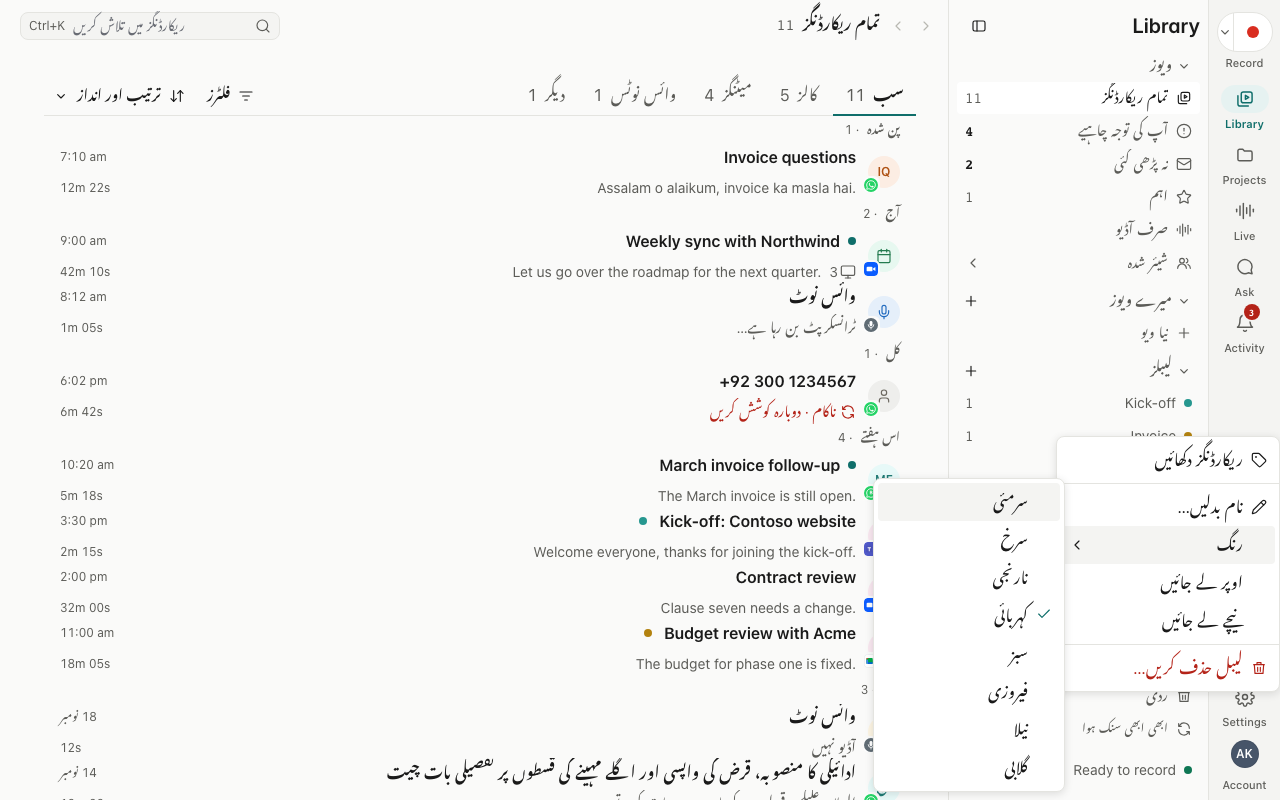 Record
Library
Projects
Live
Ask
3
Activity
Settings
AK
Account
Library
ویوز
تمام ریکارڈنگز 11
آپ کی توجہ چاہیے 4
نہ پڑھی گئی 2
اہم 1
صرف آڈیو
شیئر شدہ
میرے ویوز
نیا ویو
لیبلز
Kick-off 1
Invoice 1
ردی
ابھی ابھی سنک ہوا
Ready to record
ریکارڈنگز دکھائیں
نام بدلیں...
رنگ
اوپر لے جائیں
نیچے لے جائیں
لیبل حذف کریں...
سرمئی
سرخ
نارنجی
کہربائی
سبز
فیروزی
نیلا
گلابی
تمام ریکارڈنگز 11
ریکارڈنگز میں تلاش کریں Ctrl+K
سب 11
کالز 5
میٹنگز 4
وائس نوٹس 1
دیگر 1
فلٹرز
ترتیب اور انداز
پن شدہ · 1
IQ
Invoice questions 7:10 am
Assalam o alaikum, invoice ka masla hai. 12m 22s
آج · 2
Weekly sync with Northwind 9:00 am
Let us go over the roadmap for the next quarter. 3 42m 10s
وائس نوٹ 8:12 am
ٹرانسکرپٹ بن رہا ہے... 1m 05s
کل · 1
+92 300 1234567 6:02 pm
ناکام · دوبارہ کوشش کریں 6m 42s
اس ہفتے · 4
March invoice follow-up 10:20 am
The March invoice is still open. 5m 18s
Kick-off: Contoso website 3:30 pm
Welcome everyone, thanks for joining the kick-off. 2m 15s
Contract review 2:00 pm
Clause seven needs a change. 32m 00s
Budget review with Acme 11:00 am
The budget for phase one is fixed. 18m 05s
3
وائس نوٹ 18 نومبر
آڈیو نہیں 12s
ادائیگی کا منصوبہ، قرض کی واپسی اور اگلے مہینے کی قسطوں پر تفصیلی بات چیت 14 نومبر